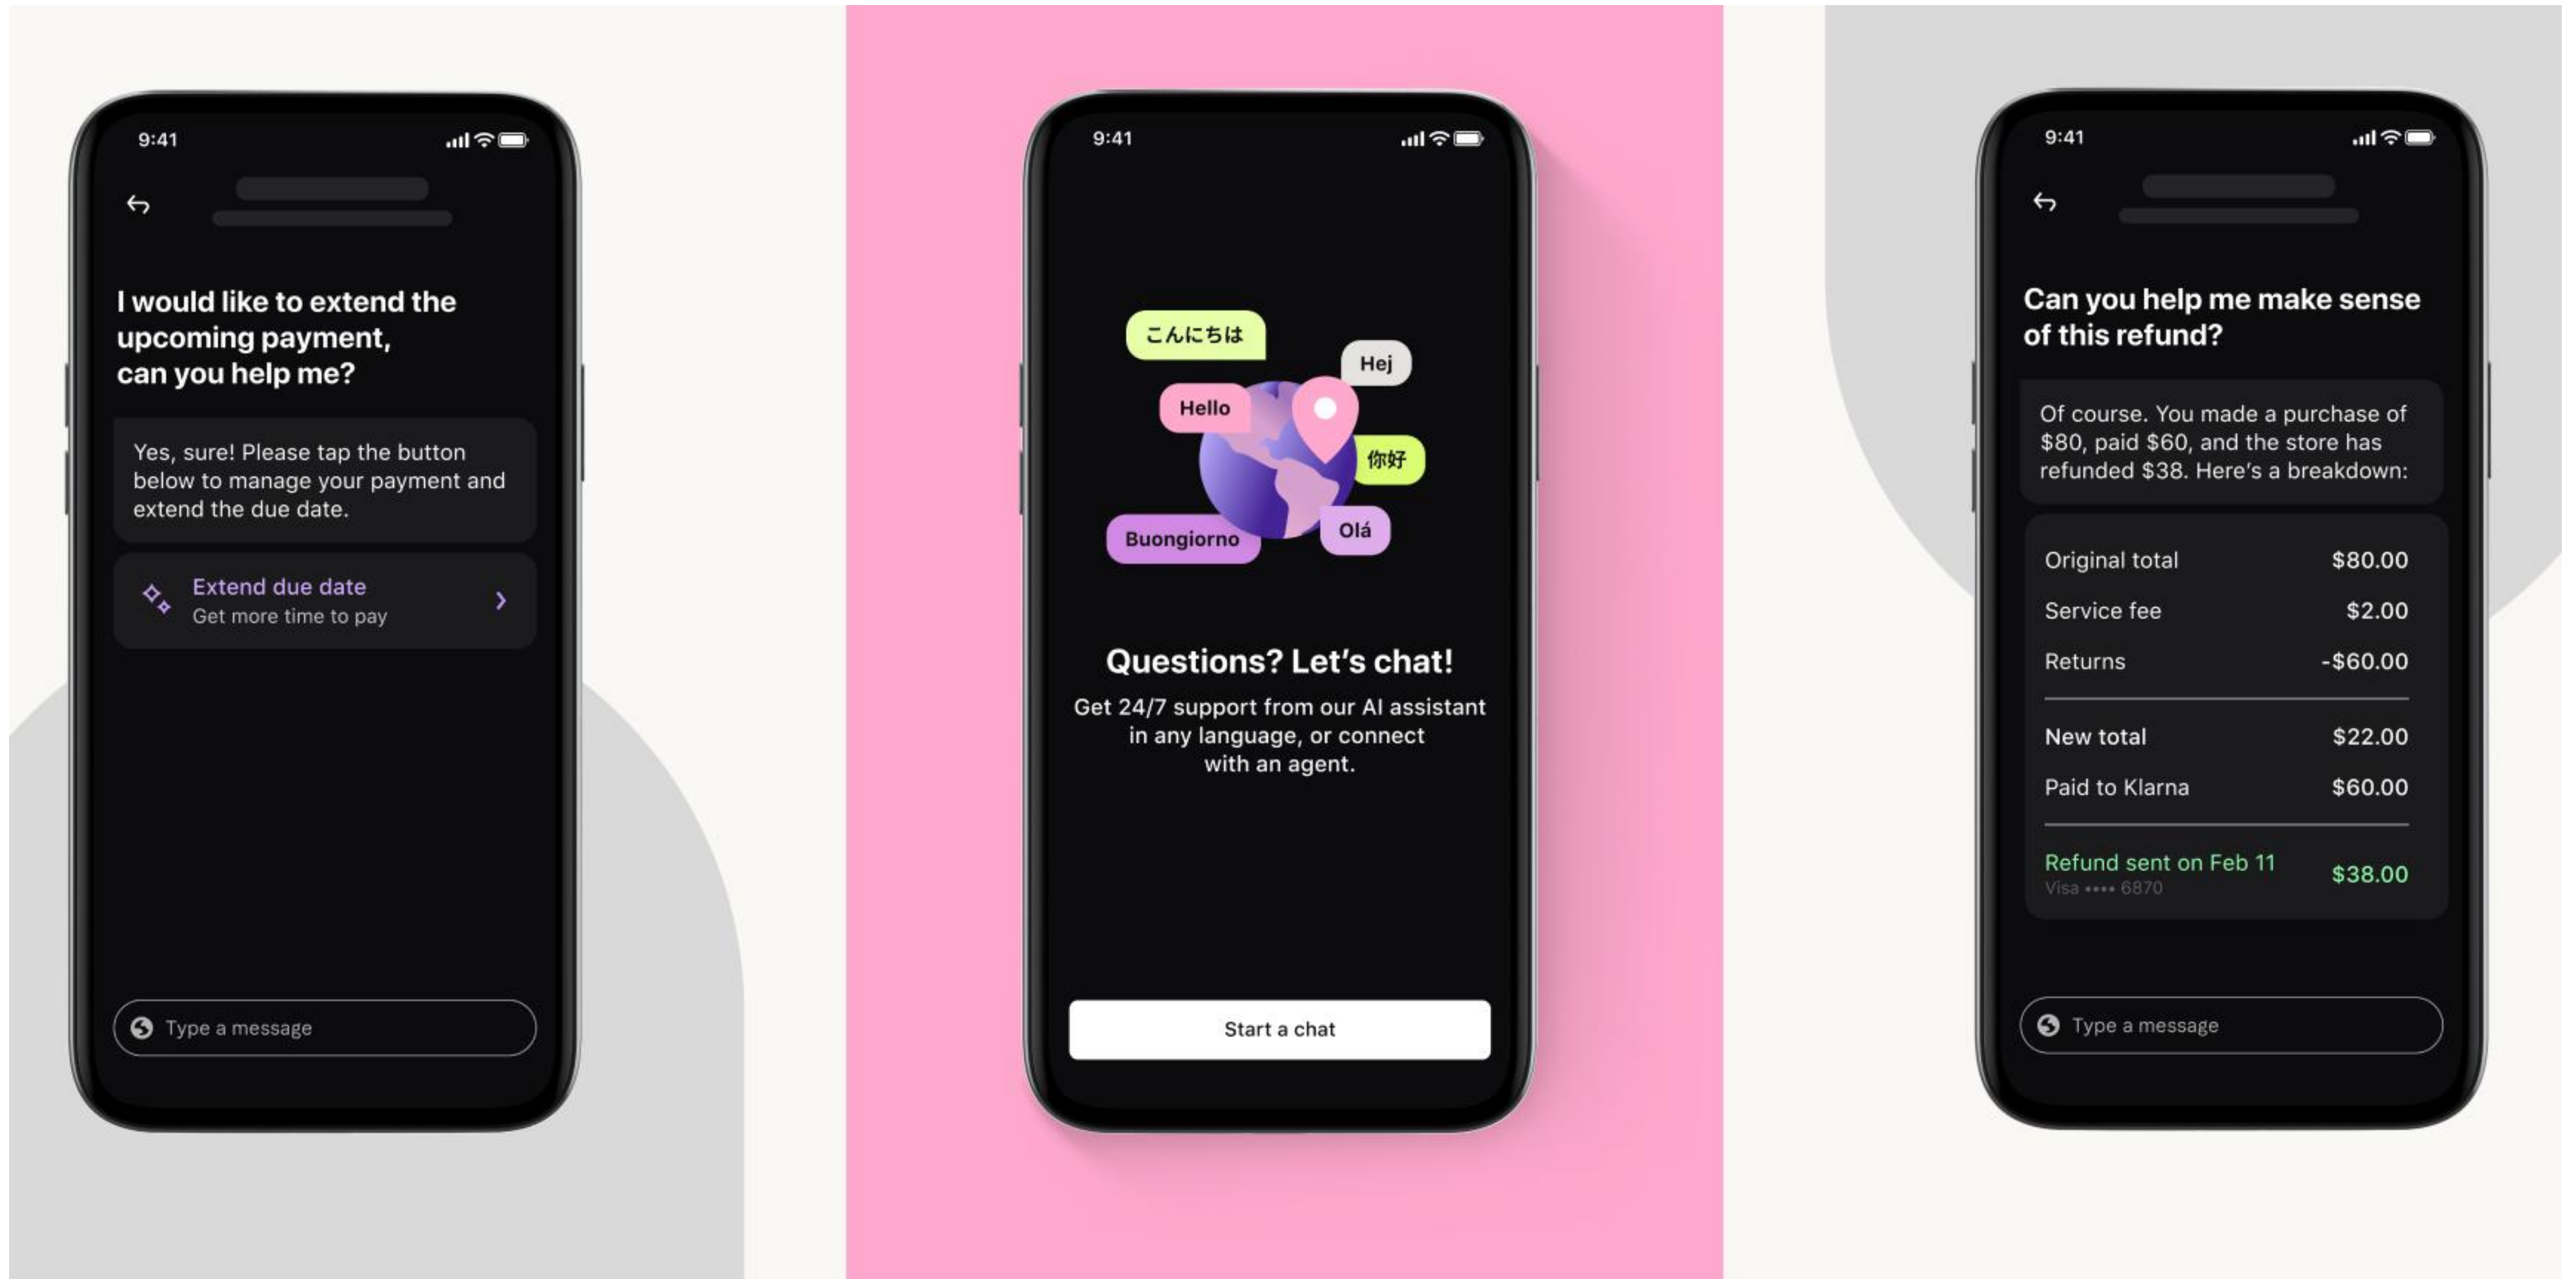 9:41
I would like to extend the
upcoming payment,
can you help me?
Yes, sure! Please tap the button
below to manage your payment and
extend the due date.
Extend due date
Get more time to pay
Type a message
9:41
こんにちは
Hej
Hello
你好
Olá
Buongiorno
Questions? Let's chat!
Get 24/7 support from our AI assistant
in any language, or connect
with an agent.
Start a chat
9:41
Can you help me make sense
of this refund?
Of course. You made a purchase of
$80, paid $60, and the store has
refunded $38. Here's a breakdown:
Original total $80.00
Service fee $2.00
Returns -$60.00
New total $22.00
Paid to Klarna $60.00
Refund sent on Feb 11 $38.00
Visa •••• 6870
Type a message